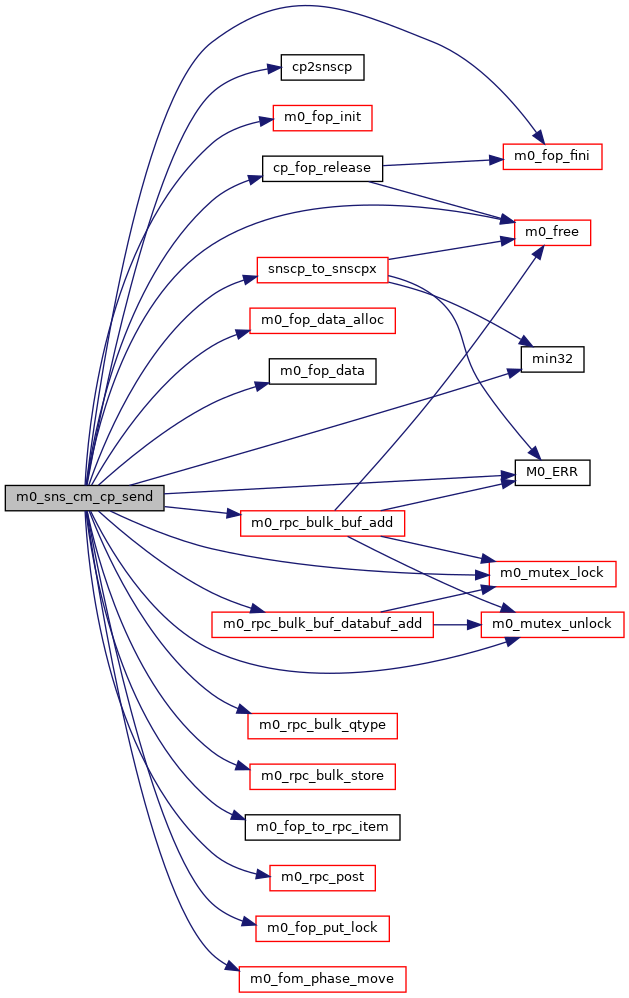 cp2snscp
m0_fop_init
m0_fop_fini
cp_fop_release
m0_free
snscp_to_snscpx
m0_fop_data_alloc
min32
m0_fop_data
M0_ERR
m0_sns_cm_cp_send
m0_rpc_bulk_buf_add
m0_mutex_lock
m0_rpc_bulk_buf_databuf_add
m0_mutex_unlock
m0_rpc_bulk_qtype
m0_rpc_bulk_store
m0_fop_to_rpc_item
m0_rpc_post
m0_fop_put_lock
m0_fom_phase_move